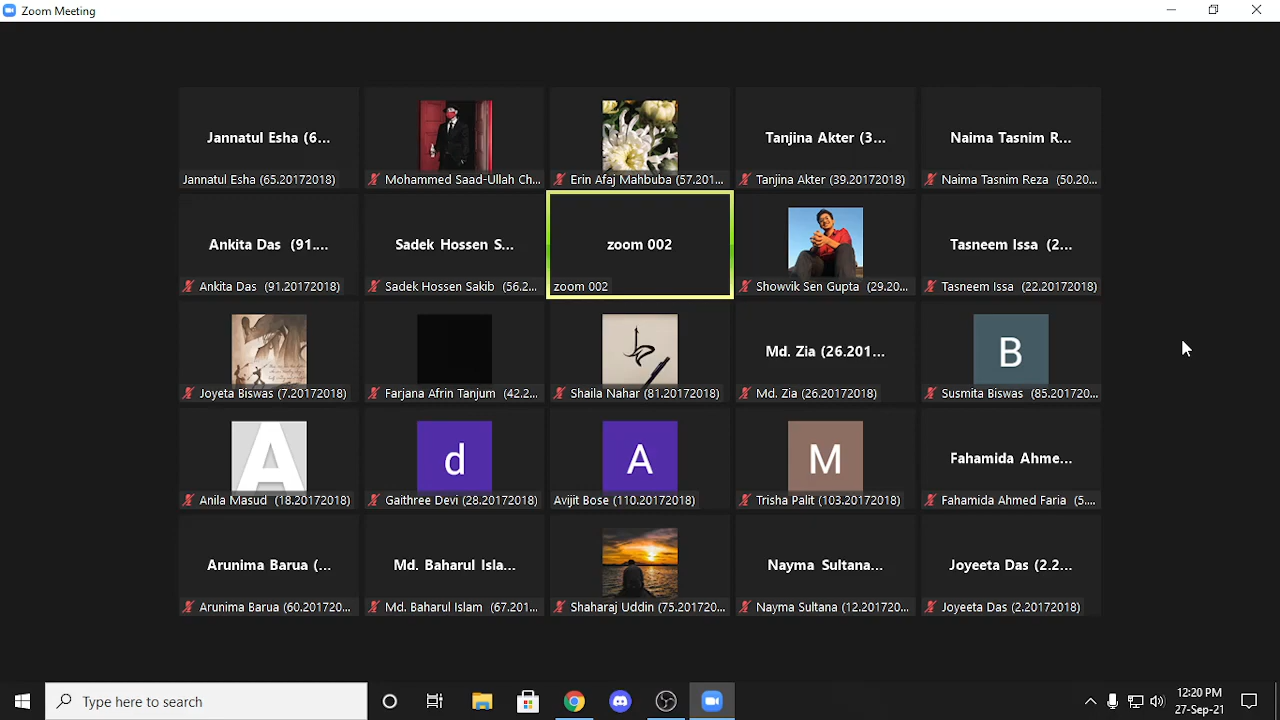 Zoom Meeting
Jannatul Esha (6...
Tanjina Akter (3...
Naima Tasnim R...
Jannatul Esha (65.20172018)
Mohammed Saad-Ullah Ch...
Erin Afaj Mahbuba (57.201...
Tanjina Akter (39.20172018)
Naima Tasnim Reza (50.20...
Ankita Das (91....
Sadek Hossen S...
zoom 002
Tasneem Issa (2...
Ankita Das (91.20172018)
Sadek Hossen Sakib (56.2...
zoom 002
Showvik Sen Gupta (29.20...
Tasneem Issa (22.20172018)
Md. Zia (26.201...
B
Joyeta Biswas (7.20172018)
Farjana Afrin Tanjum (42.2...
Shaila Nahar (81.20172018)
Md. Zia (26.20172018)
Susmita Biswas (85.201720...
A
d
A
M
Fahamida Ahme...
Anila Masud (18.20172018)
Gaithree Devi (28.20172018)
Avijit Bose (110.20172018)
Trisha Palit (103.20172018)
Fahamida Ahmed Faria (5....
Arunima Barua (...
Md. Baharul Isla...
Nayma Sultana...
Joyeeta Das (2.2...
Arunima Barua (60.201720...
Md. Baharul Islam (67.201...
Shaharaj Uddin (75.201720...
Nayma Sultana (12.201720...
Joyeeta Das (2.20172018)
Type here to search
12:20 PM
27-Sep-21